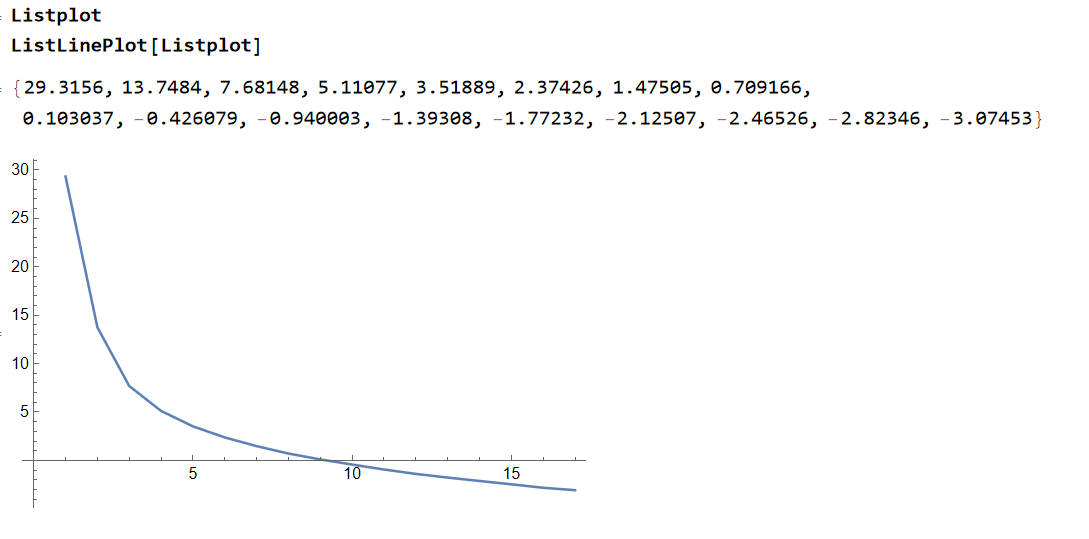 Listplot
ListLinePlot[Listplot]
{29.3156, 13.7484, 7.68148, 5.11077, 3.51889, 2.37426, 1.47505, 0.709166,
0.103037, -0.426079, -0.940003, -1.39308, -1.77232, -2.12507, -2.46526, -2.82346, -3.07453}
30
25
20
15
10
5
5 10 15